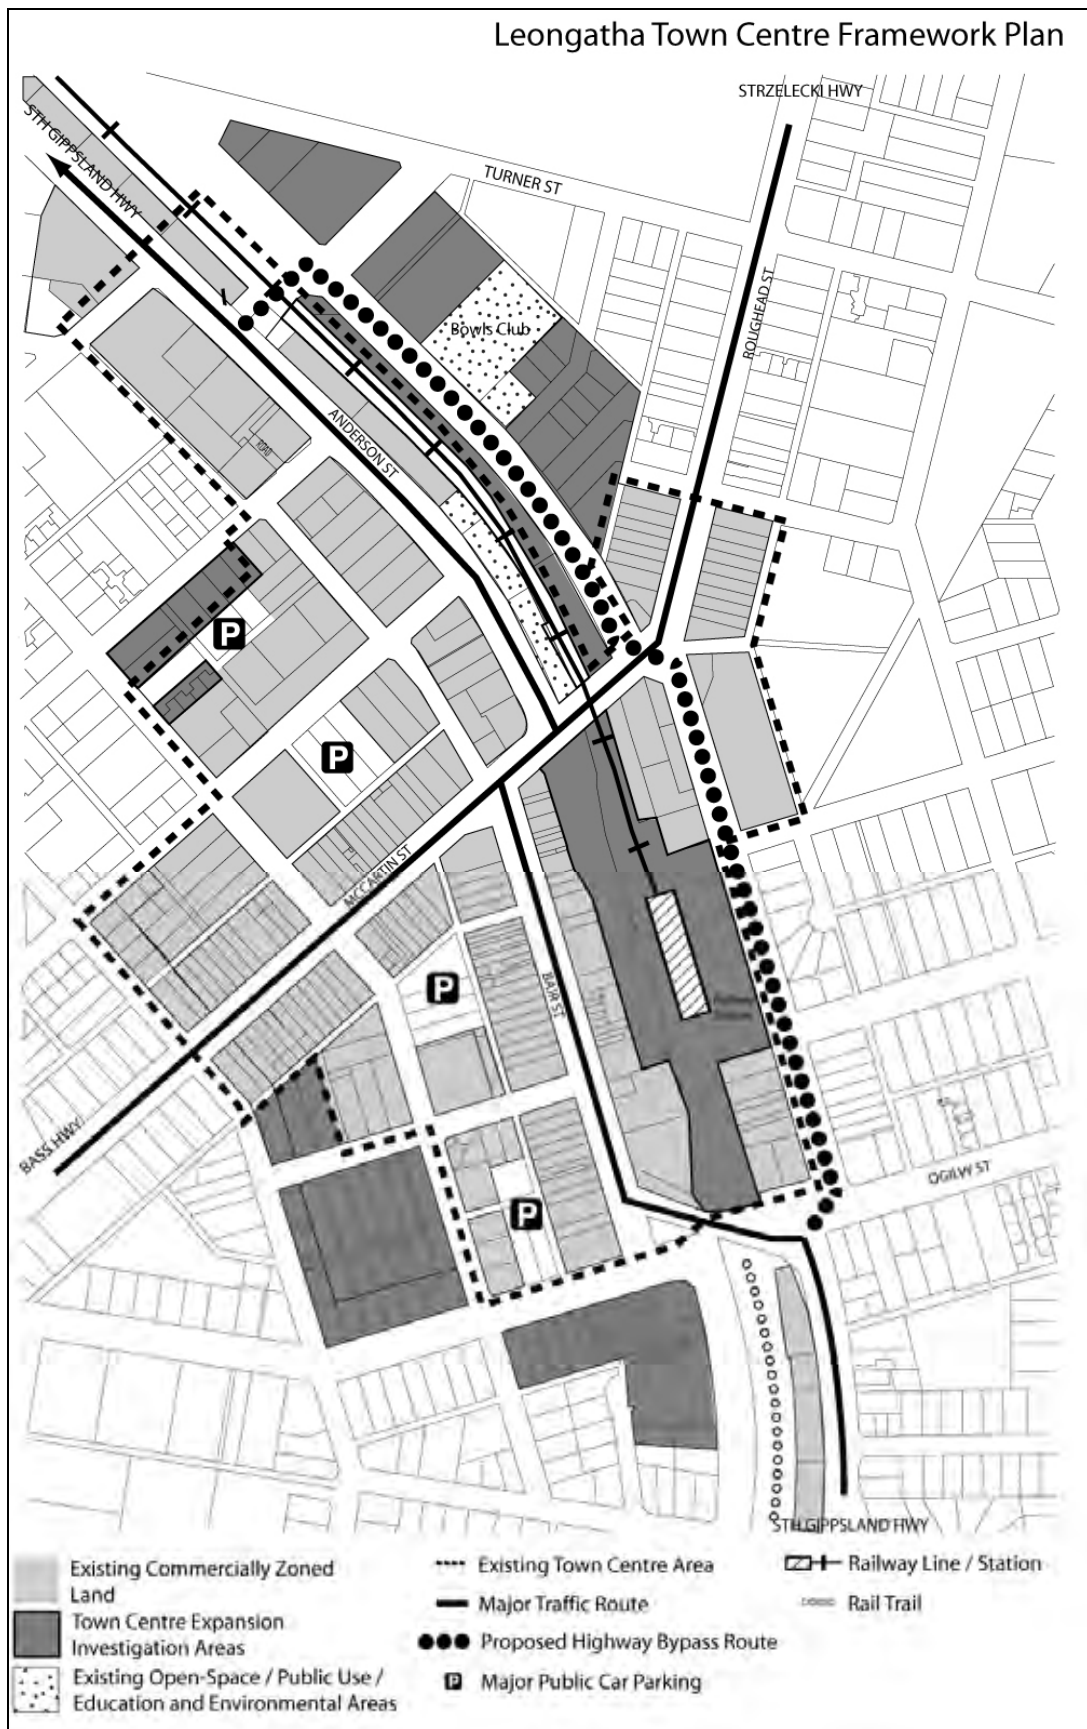 Leongatha Town Centre Framework Plan
STRZELECKI HWY
STH GIPPSLAND HWY
TURNER ST
ROUGHEAD ST
Bowls Club
ANDERSON ST
ROAD
P
P
MCCARTIN ST
P
BAIR ST
BASS HWY
OGILVY ST
P
STH GIPPSLAND HWY
Existing Commercially Zoned
Land
Town Centre Expansion
Investigation Areas
Existing Open-Space / Public Use /
Education and Environmental Areas
Existing Town Centre Area
Major Traffic Route
Proposed Highway Bypass Route
P Major Public Car Parking
Railway Line / Station
Rail Trail